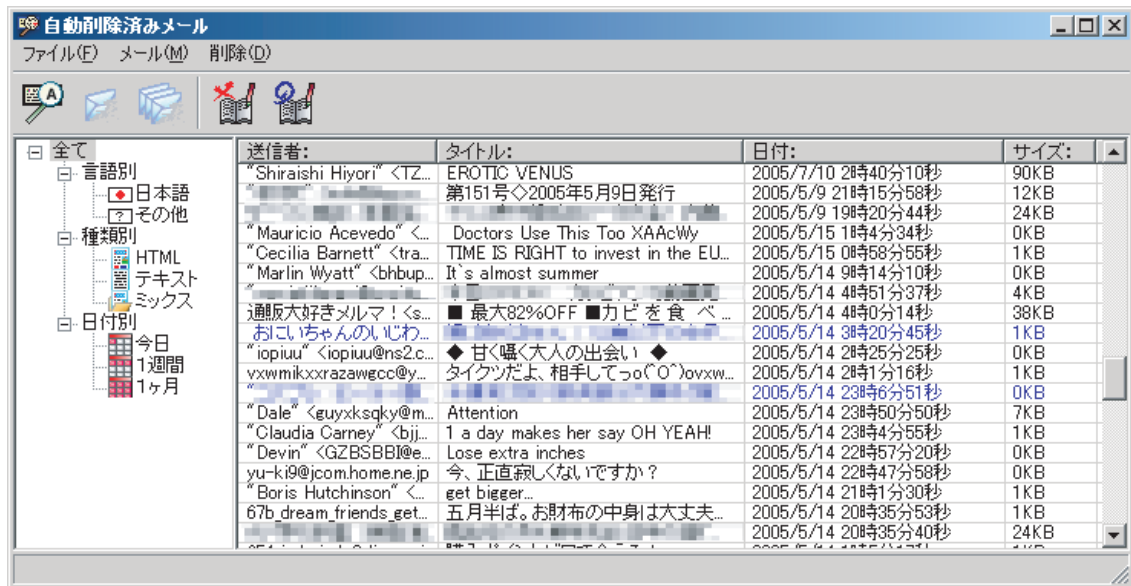 自動削除済みメール
ファイル(F) メール(M) 削除(D)
全て
言語別
日本語
その他
種類別
HTML
テキスト
ミックス
日付別
今日
1週間
1ヶ月
送信者: タイトル: 日付: サイズ:
"Shiraishi Hiyori" <TZ... EROTIC VENUS 2005/7/10 2時40分10秒 90KB
第151号◇2005年5月9日発行 2005/5/9 21時15分58秒 12KB
2005/5/9 19時20分44秒 24KB
"Mauricio Acevedo" <... Doctors Use This Too XAAcWy 2005/5/15 1時4分34秒 0KB
"Cecilia Barnett" <tra... TIME IS RIGHT to invest in the EU... 2005/5/15 0時58分55秒 1KB
"Marlin Wyatt" <bhbup... It`s almost summer 2005/5/14 9時14分10秒 0KB
2005/5/14 4時51分37秒 4KB
通販大好きメルマ!<s... ■ 最大82%OFF ■カビ を 食 べ ... 2005/5/14 4時0分14秒 38KB
おにいちゃんのいじわ... 2005/5/14 3時20分45秒 1KB
"iopiuu" <iopiuu@ns2.c... ◆ 甘く囁く大人の出会い ◆ 2005/5/14 2時25分25秒 0KB
vxwmikxxrazawgcc@y... タイクツだよ、相手してっo(^O^)ovxw... 2005/5/14 2時1分16秒 1KB
2005/5/14 23時6分51秒 0KB
"Dale" <guyxksqky@m... Attention 2005/5/14 23時50分50秒 7KB
"Claudia Carney" <bjj... 1 a day makes her say OH YEAH! 2005/5/14 23時4分55秒 1KB
"Devin" <GZBSBBI@e... Lose extra inches 2005/5/14 22時57分20秒 0KB
yu-ki9@jcom.home.ne.jp 今、正直寂しくないですか? 2005/5/14 22時47分58秒 0KB
"Boris Hutchinson" <... get bigger... 2005/5/14 21時1分30秒 1KB
67b_dream_friends_get... 五月半ば。お財布の中身は大丈夫... 2005/5/14 20時35分53秒 1KB
2005/5/14 20時35分40秒 24KB